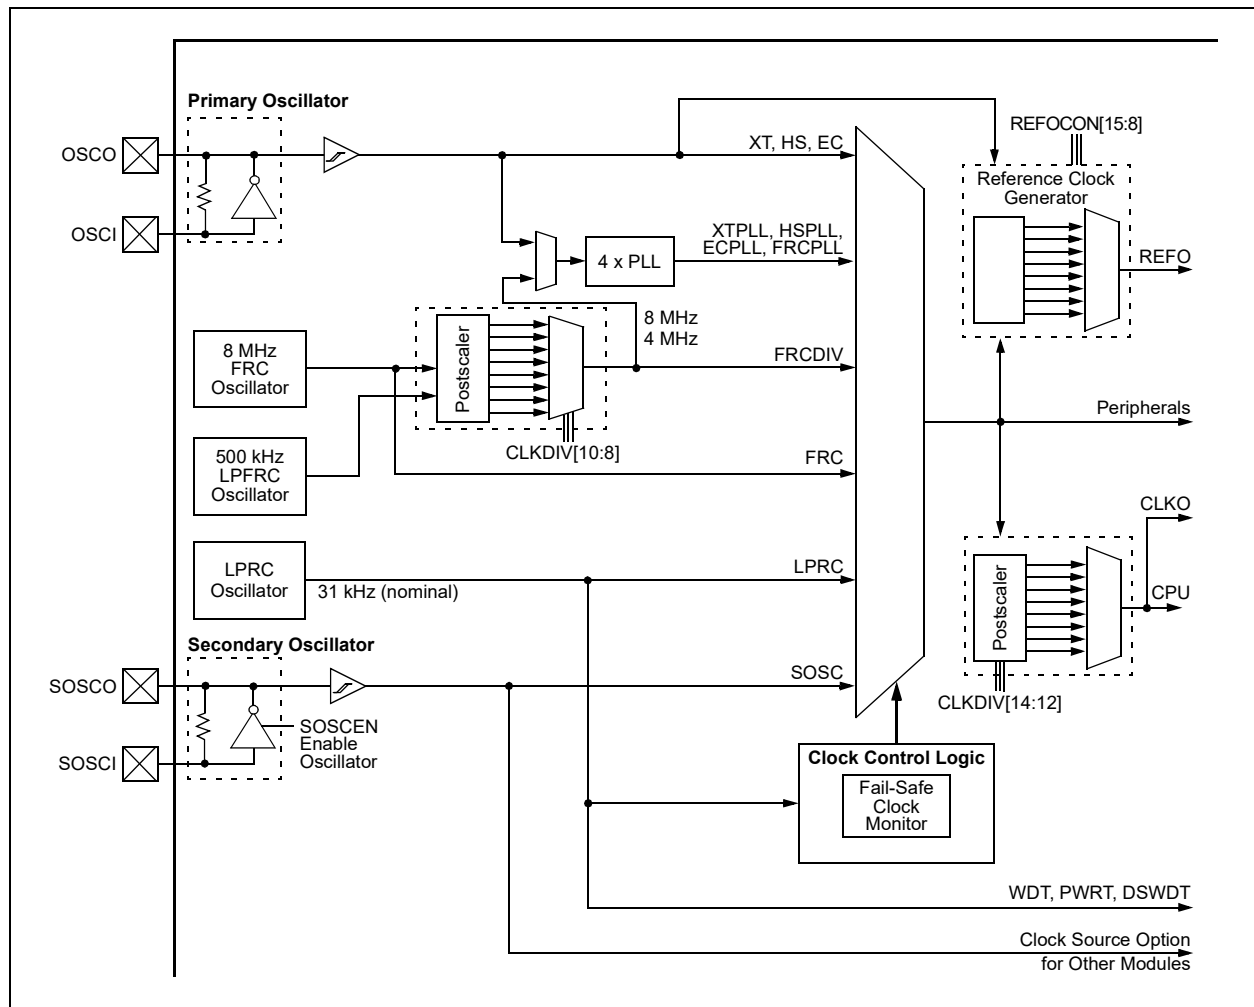 Primary Oscillator
OSCO
OSCI
XT, HS, EC
REFOCON[15:8]
Reference Clock
Generator
REFO
XTPLL, HSPLL,
ECPLL, FRCPLL
4 x PLL
8 MHz
4 MHz
8 MHz
FRC
Oscillator
Postscaler
FRCDIV
Peripherals
CLKDIV[10:8]
500 kHz
LPFRC
Oscillator
FRC
CLKO
LPRC
Oscillator
31 kHz (nominal)
LPRC
CPU
Postscaler
CLKDIV[14:12]
Secondary Oscillator
SOSCO
SOSCI
SOSCEN
Enable
Oscillator
SOSC
Clock Control Logic
Fail-Safe
Clock
Monitor
WDT, PWRT, DSWDT
Clock Source Option
for Other Modules